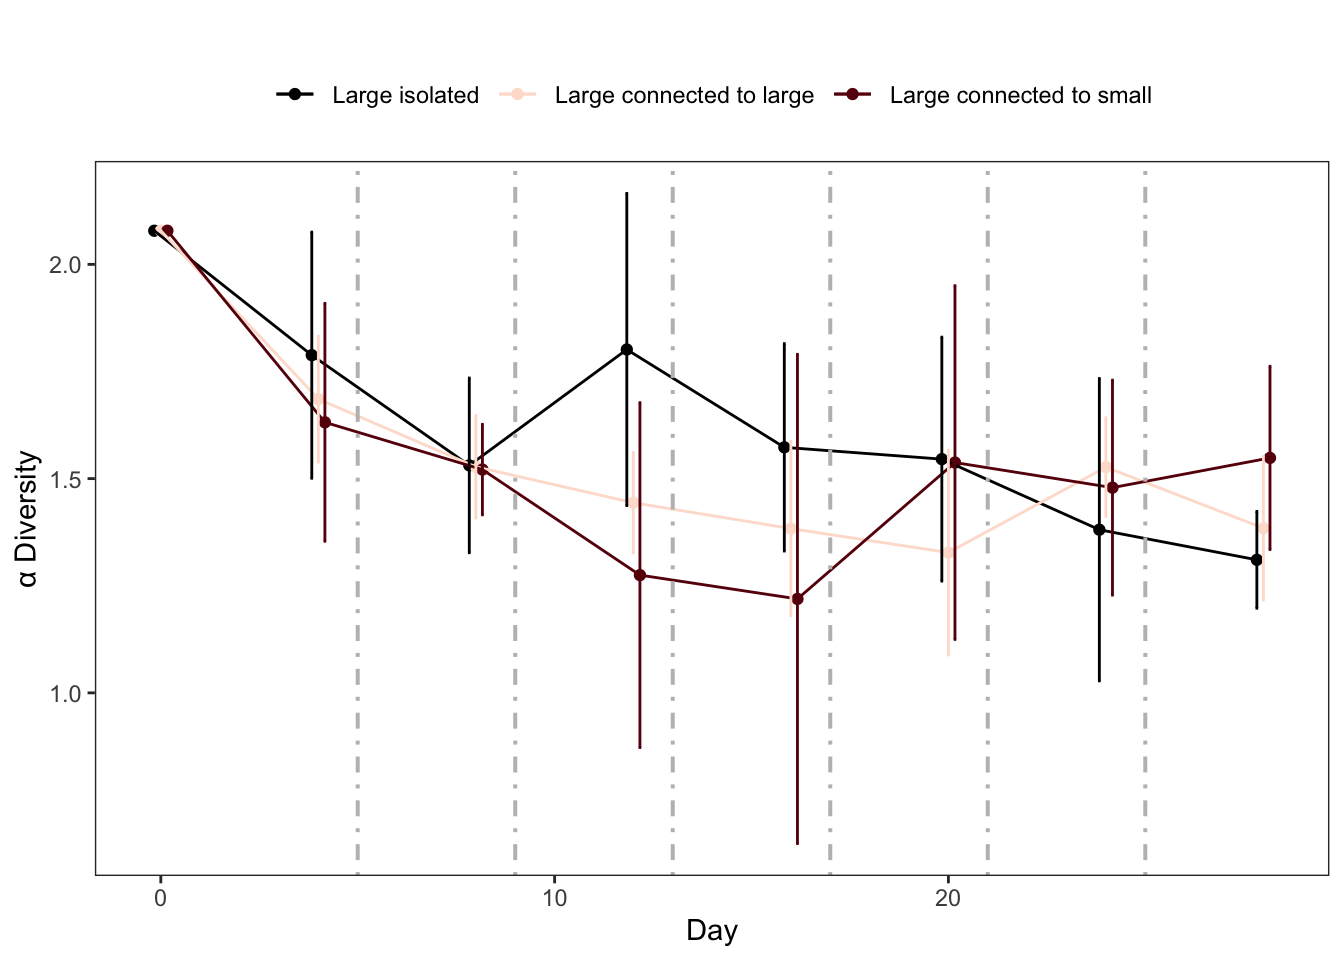 Large isolated Large connected to large Large connected to small
α Diversity
2.0
1.5
1.0
0 10 20
Day